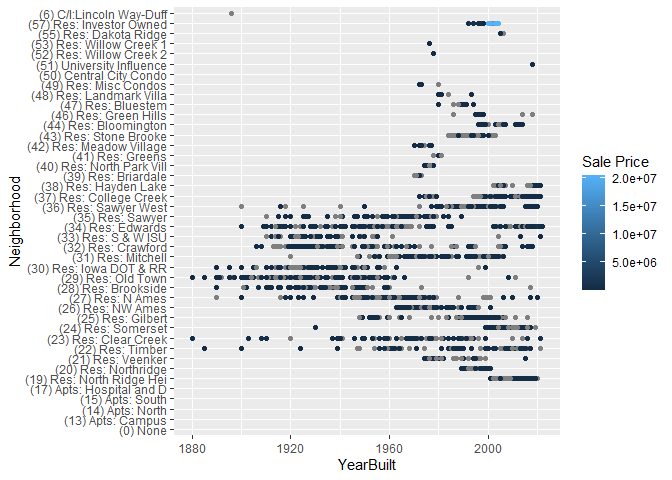 (6) C/I:Lincoln Way-Duff
(57) Res: Investor Owned
(55) Res: Dakota Ridge
(53) Res: Willow Creek 1
(52) Res: Willow Creek 2
(51) University Influence
(50) Central City Condo
(49) Res: Misc Condos
(48) Res: Landmark Villa
(47) Res: Bluestem
(46) Res: Green Hills
(44) Res: Bloomington
(43) Res: Stone Brooke
(42) Res: Meadow Village
(41) Res: Greens
(40) Res: North Park Vill
(39) Res: Briardale
(38) Res: Hayden Lake
(37) Res: College Creek
(36) Res: Sawyer West
(35) Res: Sawyer
(34) Res: Edwards
(33) Res: S & W ISU
(32) Res: Crawford
(31) Res: Mitchell
(30) Res: Iowa DOT & RR
(29) Res: Old Town
(28) Res: Brookside
(27) Res: N Ames
(26) Res: NW Ames
(25) Res: Gilbert
(24) Res: Somerset
(23) Res: Clear Creek
(22) Res: Timber
(21) Res: Veenker
(20) Res: Northridge
(19) Res: North Ridge Hei
(17) Apts: Hospital and D
(15) Apts: South
(14) Apts: North
(13) Apts: Campus
(0) None
Neighborhood
1880
1920
1960
2000
YearBuilt
Sale Price
2.0e+07
1.5e+07
1.0e+07
5.0e+06